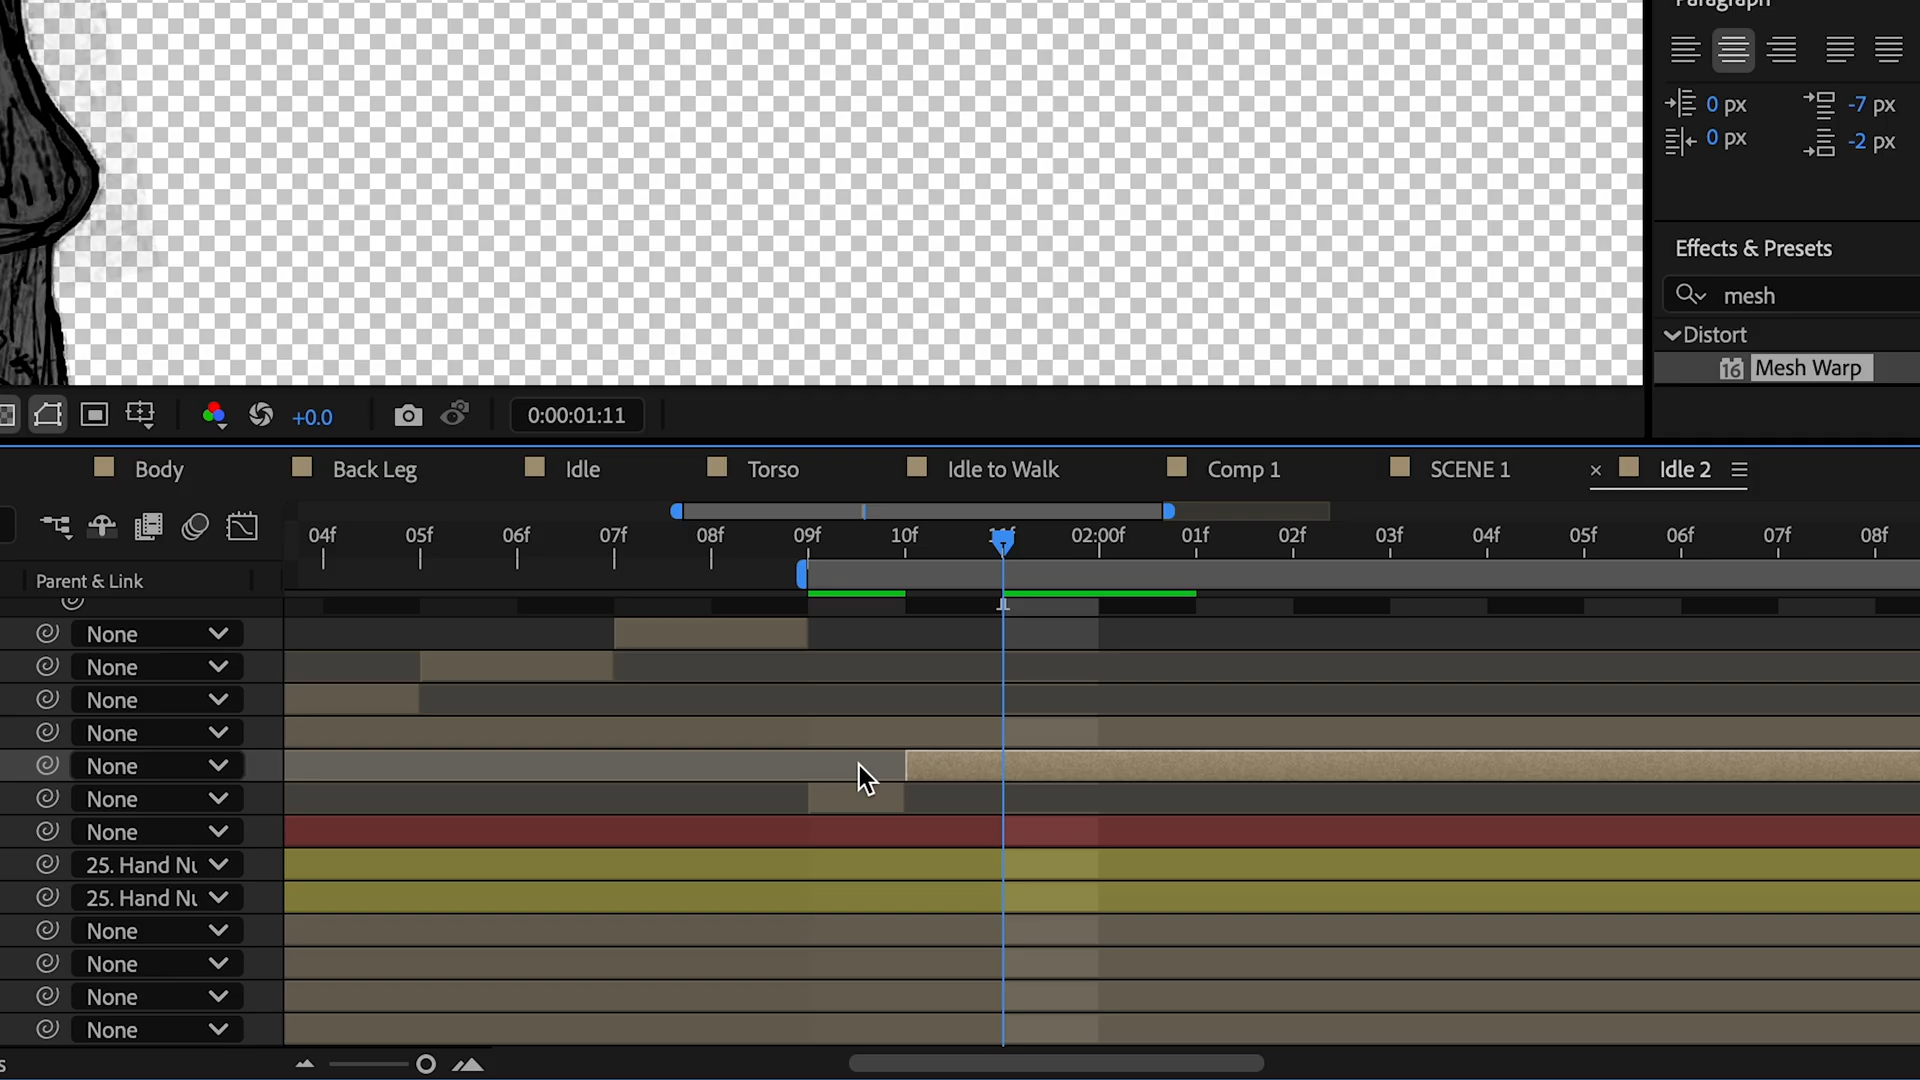 Paragraph
0 px -7 px
0 px -2 px
Effects & Presets
mesh
Distort
16 Mesh Warp
+0.0 0:00:01:11
Body Back Leg Idle Torso Idle to Walk Comp 1 SCENE 1 × Idle 2
04f 05f 06f 07f 08f 09f 10f 11f 02:00f 01f 02f 03f 04f 05f 06f 07f 08f
Parent & Link
None
None
None
None
None
None
None
25. Hand Nu
25. Hand Nu
None
None
None
None